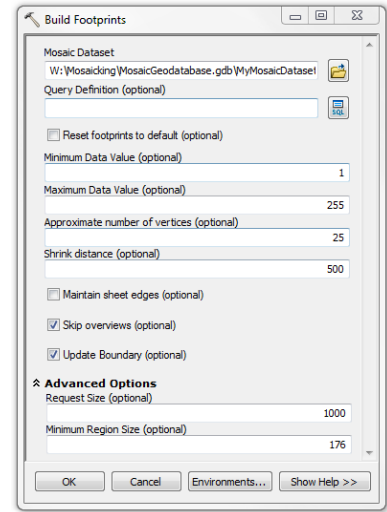 Build Footprints
Mosaic Dataset
W:\Mosaicking\MosaicGeodatabase.gdb\MyMosaicDataset
Query Definition (optional)
SQL
Reset footprints to default (optional)
Minimum Data Value (optional)
1
Maximum Data Value (optional)
255
Approximate number of vertices (optional)
25
Shrink distance (optional)
500
Maintain sheet edges (optional)
Skip overviews (optional)
Update Boundary (optional)
Advanced Options
Request Size (optional)
1000
Minimum Region Size (optional)
176
OK Cancel Environments... Show Help >>